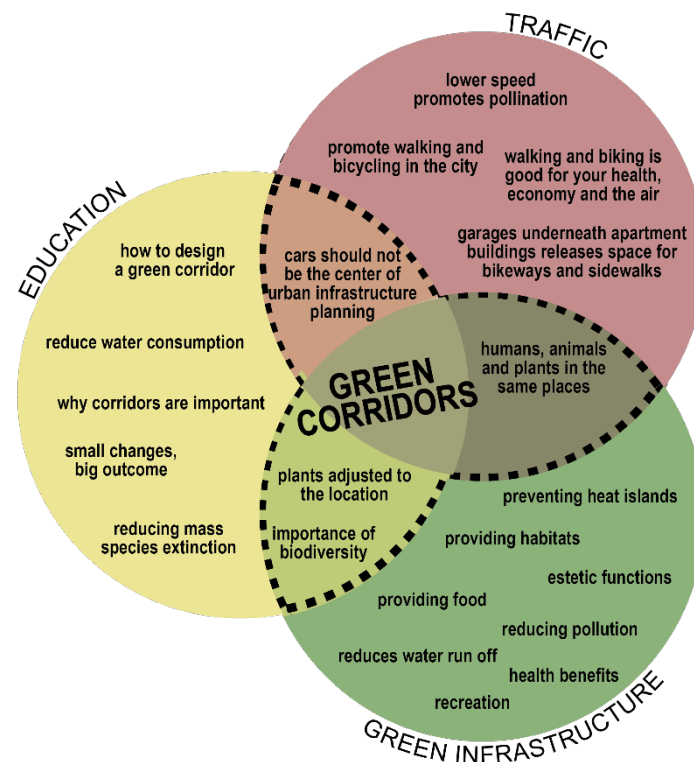 TRAFFIC
lower speed
promotes pollination
promote walking and
bicycling in the city
walking and biking is
good for your health,
economy and the air
garages underneath apartment
buildings releases space for
bikeways and sidewalks
EDUCATION
how to design
a green corridor
reduce water consumption
why corridors are important
small changes,
big outcome
reducing mass
species extinction
cars should not
be the center of
urban infrastructure
planning
humans, animals
and plants in the
same places
GREEN
CORRIDORS
plants adjusted to
the location
importance of
biodiversity
preventing heat islands
providing habitats
estetic functions
providing food
reducing pollution
reduces water run off
health benefits
recreation
GREEN INFRASTRUCTURE